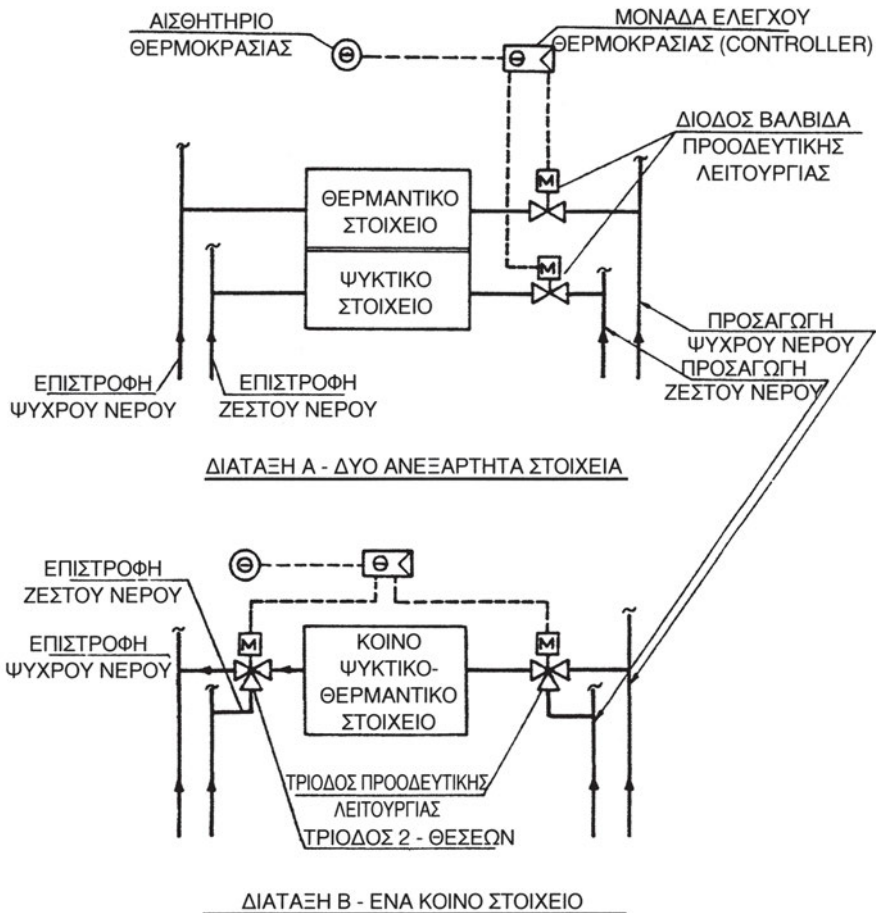 ΑΙΣΘΗΤΗΡΙΟ
ΘΕΡΜΟΚΡΑΣΙΑΣ
ΜΟΝΑΔΑ ΕΛΕΓΧΟΥ
ΘΕΡΜΟΚΡΑΣΙΑΣ (CONTROLLER)
Θ
Θ
ΔΙΟΔΟΣ ΒΑΛΒΙΔΑ
ΠΡΟΟΔΕΥΤΙΚΗΣ
ΛΕΙΤΟΥΡΓΙΑΣ
M
ΘΕΡΜΑΝΤΙΚΟ
ΣΤΟΙΧΕΙΟ
M
ΨΥΚΤΙΚΟ
ΣΤΟΙΧΕΙΟ
ΠΡΟΣΑΓΩΓΗ
ΨΥΧΡΟΥ ΝΕΡΟΥ
ΠΡΟΣΑΓΩΓΗ
ΖΕΣΤΟΥ ΝΕΡΟΥ
ΕΠΙΣΤΡΟΦΗ
ΨΥΧΡΟΥ ΝΕΡΟΥ
ΕΠΙΣΤΡΟΦΗ
ΖΕΣΤΟΥ ΝΕΡΟΥ
ΔΙΑΤΑΞΗ Α - ΔΥΟ ΑΝΕΞΑΡΤΗΤΑ ΣΤΟΙΧΕΙΑ
Θ
Θ
ΕΠΙΣΤΡΟΦΗ
ΖΕΣΤΟΥ ΝΕΡΟΥ
ΕΠΙΣΤΡΟΦΗ
ΨΥΧΡΟΥ ΝΕΡΟΥ
M
ΚΟΙΝΟ
ΨΥΚΤΙΚΟ-
ΘΕΡΜΑΝΤΙΚΟ
ΣΤΟΙΧΕΙΟ
M
ΤΡΙΟΔΟΣ ΠΡΟΟΔΕΥΤΙΚΗΣ
ΛΕΙΤΟΥΡΓΙΑΣ
ΤΡΙΟΔΟΣ 2 - ΘΕΣΕΩΝ
ΔΙΑΤΑΞΗ Β - ΕΝΑ ΚΟΙΝΟ ΣΤΟΙΧΕΙΟ